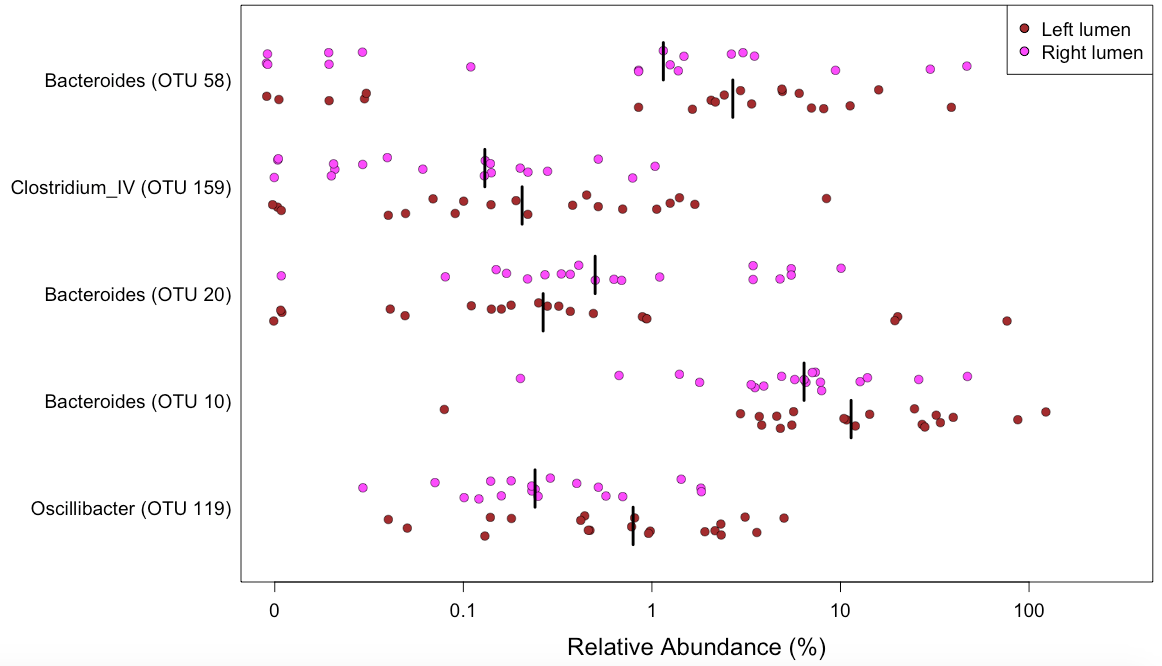 Left lumen
Right lumen
Bacteroides (OTU 58)
Clostridium_IV (OTU 159)
Bacteroides (OTU 20)
Bacteroides (OTU 10)
Oscillibacter (OTU 119)
0 0.1 1 10 100
Relative Abundance (%)